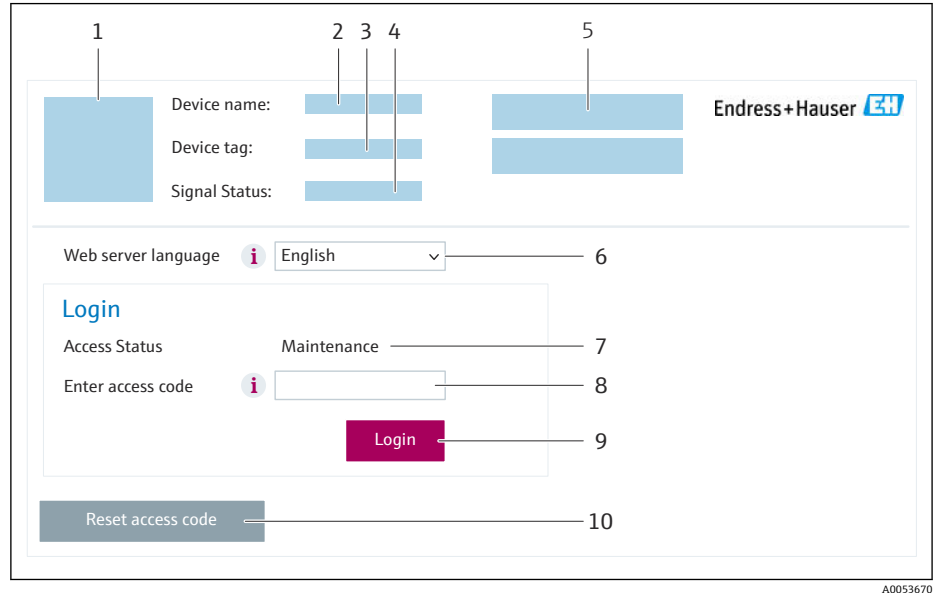 1 2 3 4 5
Device name:
Endress+Hauser EH
Device tag:
Signal Status:
Web server language i English 6
Login
Access Status Maintenance 7
Enter access code i 8
Login 9
Reset access code 10
A0053670